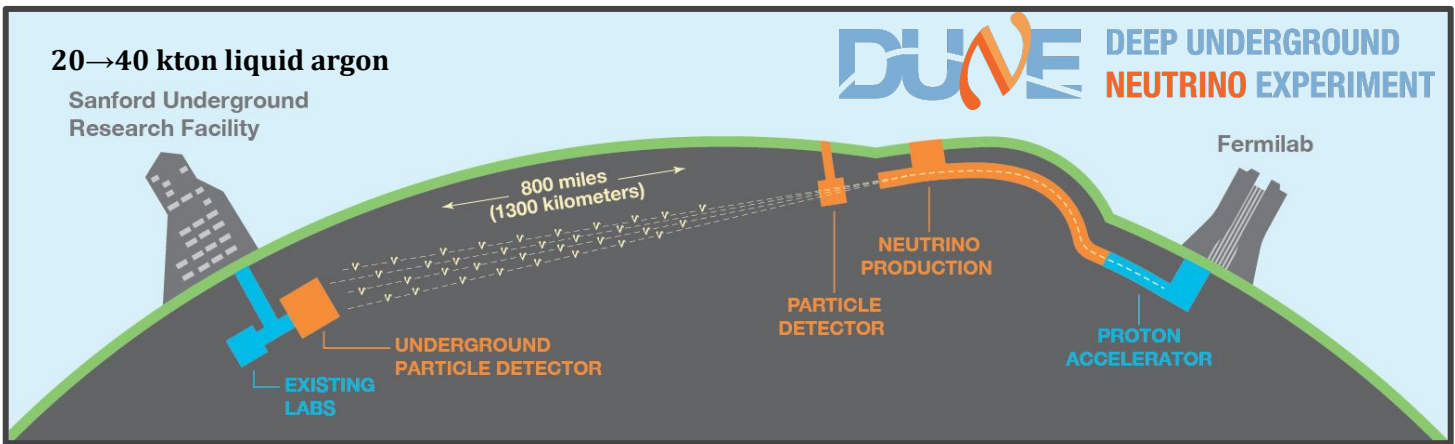 20→40 kton liquid argon
DUNE
DEEP UNDERGROUND
NEUTRINO EXPERIMENT
Sanford Underground
Research Facility
Fermilab
800 miles
(1300 kilometers)
NEUTRINO
PRODUCTION
PARTICLE
DETECTOR
PROTON
ACCELERATOR
UNDERGROUND
PARTICLE DETECTOR
EXISTING
LABS